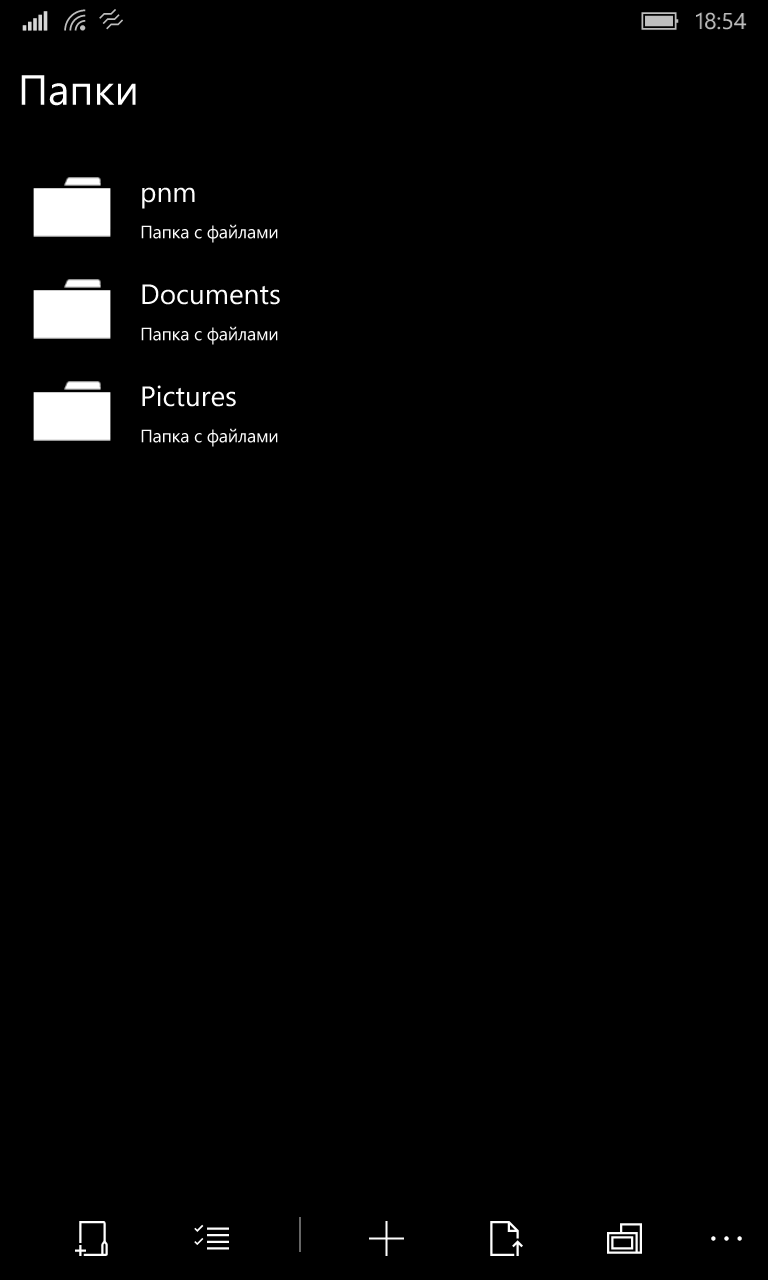 18:54
Папки
pnm
Папка с файлами
Documents
Папка с файлами
Pictures
Папка с файлами